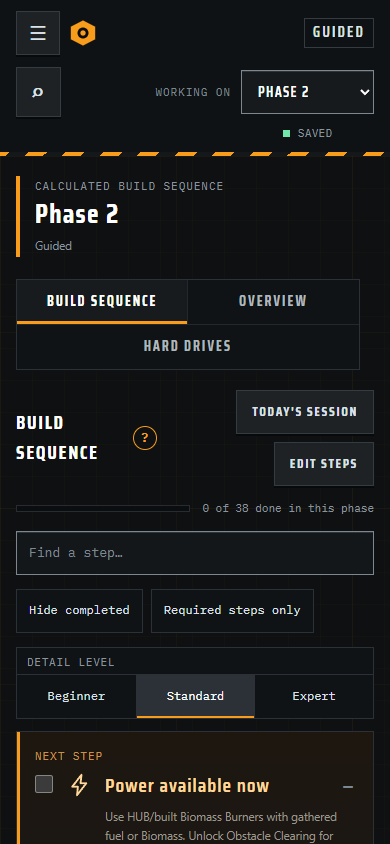 GUIDED
WORKING ON
PHASE 2
SAVED
CALCULATED BUILD SEQUENCE
Phase 2
Guided
BUILD SEQUENCE
OVERVIEW
HARD DRIVES
BUILD
SEQUENCE
?
TODAY'S SESSION
EDIT STEPS
0 of 38 done in this phase
Find a step…
Hide completed
Required steps only
DETAIL LEVEL
Beginner
Standard
Expert
NEXT STEP
Power available now
Use HUB/built Biomass Burners with gathered
fuel or Biomass. Unlock Obstacle Clearing for